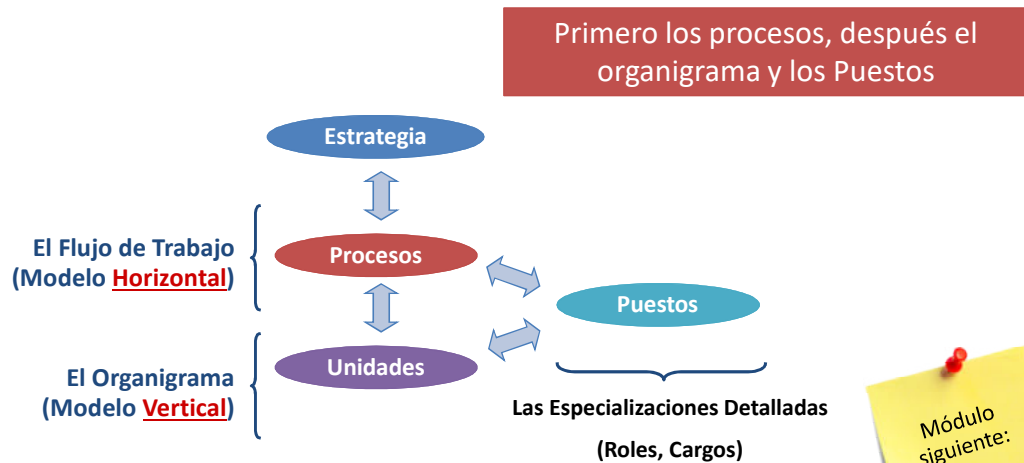 Primero los procesos, después el
organigrama y los Puestos
Estrategia
El Flujo de Trabajo
(Modelo Horizontal)
Procesos
Puestos
El Organigrama
(Modelo Vertical)
Unidades
Las Especializaciones Detalladas
(Roles, Cargos)
Módulo
siguiente: